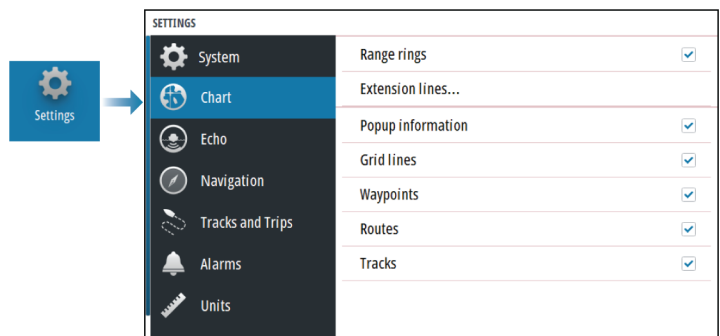 SETTINGS
Settings
System
Chart
Echo
Navigation
Tracks and Trips
Alarms
Units
Range rings
Extension lines...
Popup information
Grid lines
Waypoints
Routes
Tracks